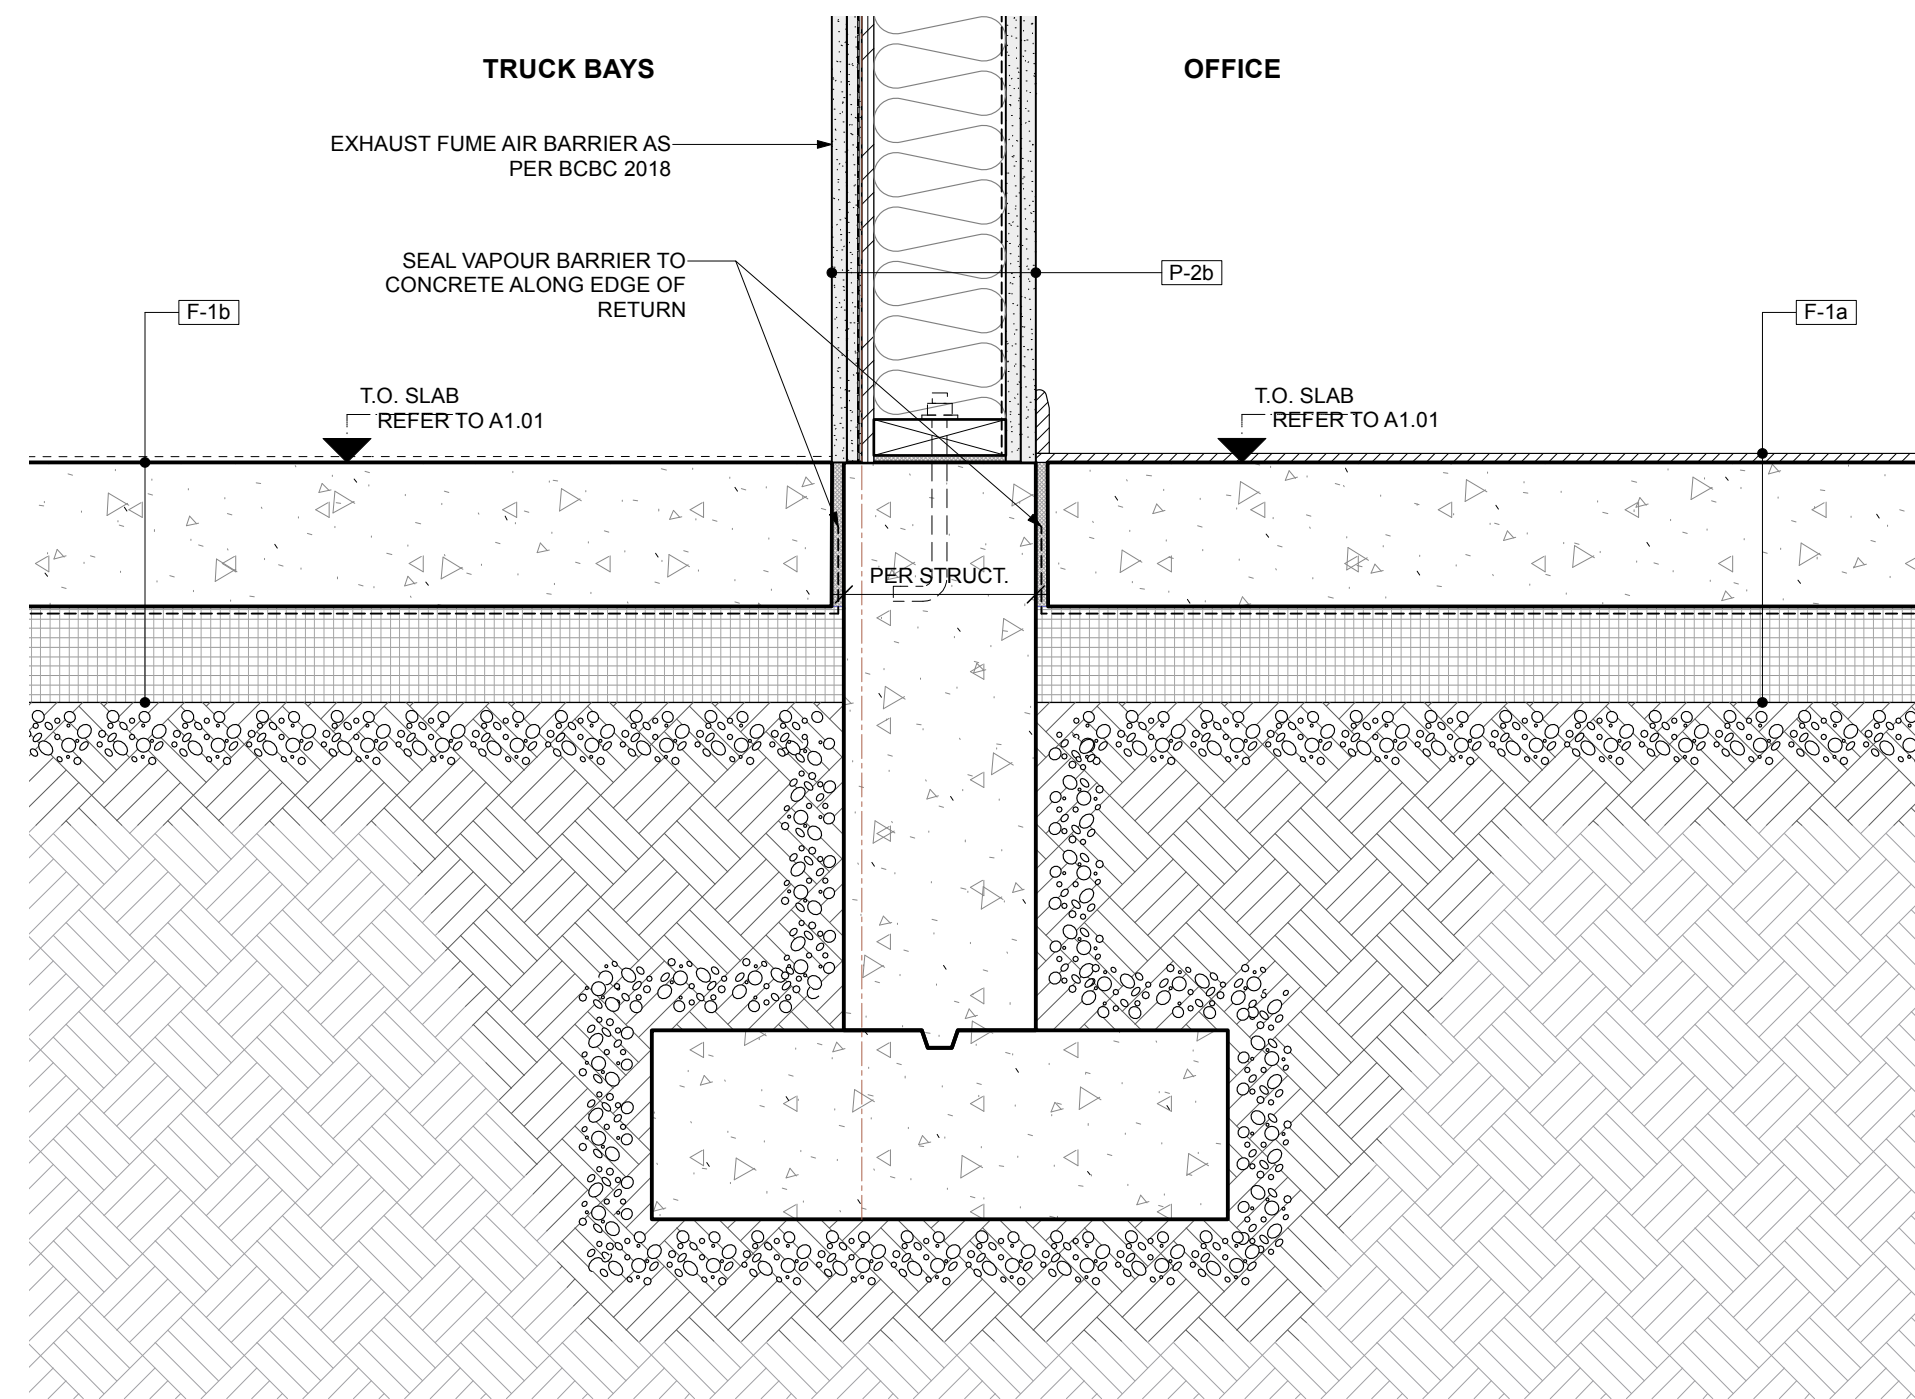 TRUCK BAYS
OFFICE
EXHAUST FUME AIR BARRIER AS
PER BCBC 2018
SEAL VAPOUR BARRIER TO
CONCRETE ALONG EDGE OF
RETURN
P-2b
F-1b
F-1a
T.O. SLAB
REFER TO A1.01
T.O. SLAB
REFER TO A1.01
PER STRUCT.